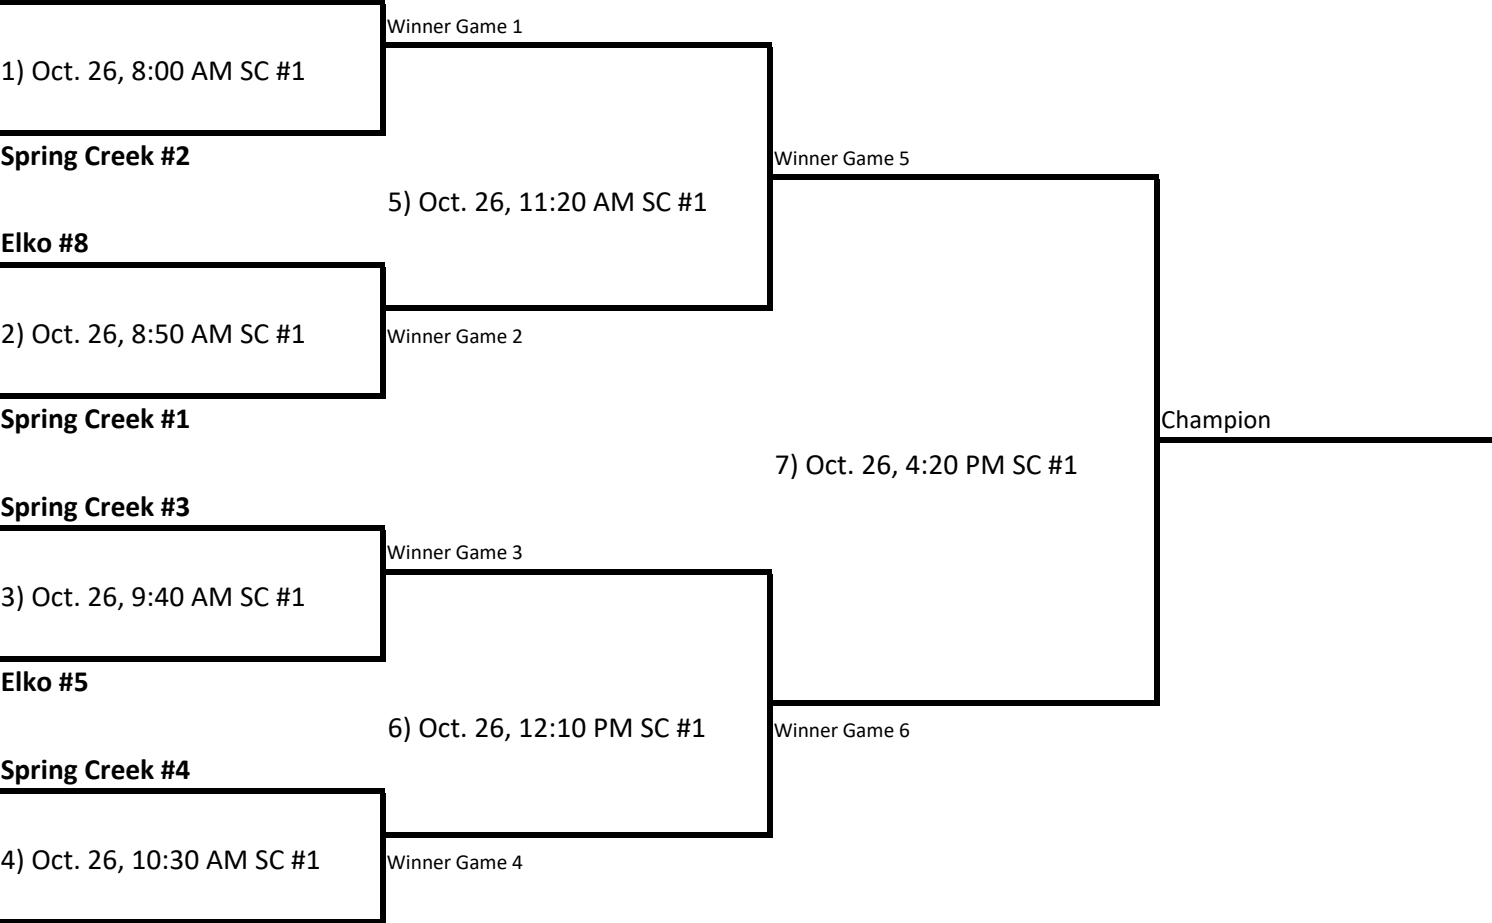 Winner Game 1
1) Oct. 26, 8:00 AM SC #1
Spring Creek #2
Winner Game 5
5) Oct. 26, 11:20 AM SC #1
Elko #8
2) Oct. 26, 8:50 AM SC #1
Winner Game 2
Spring Creek #1
Champion
7) Oct. 26, 4:20 PM SC #1
Spring Creek #3
Winner Game 3
3) Oct. 26, 9:40 AM SC #1
Elko #5
6) Oct. 26, 12:10 PM SC #1
Winner Game 6
Spring Creek #4
4) Oct. 26, 10:30 AM SC #1
Winner Game 4